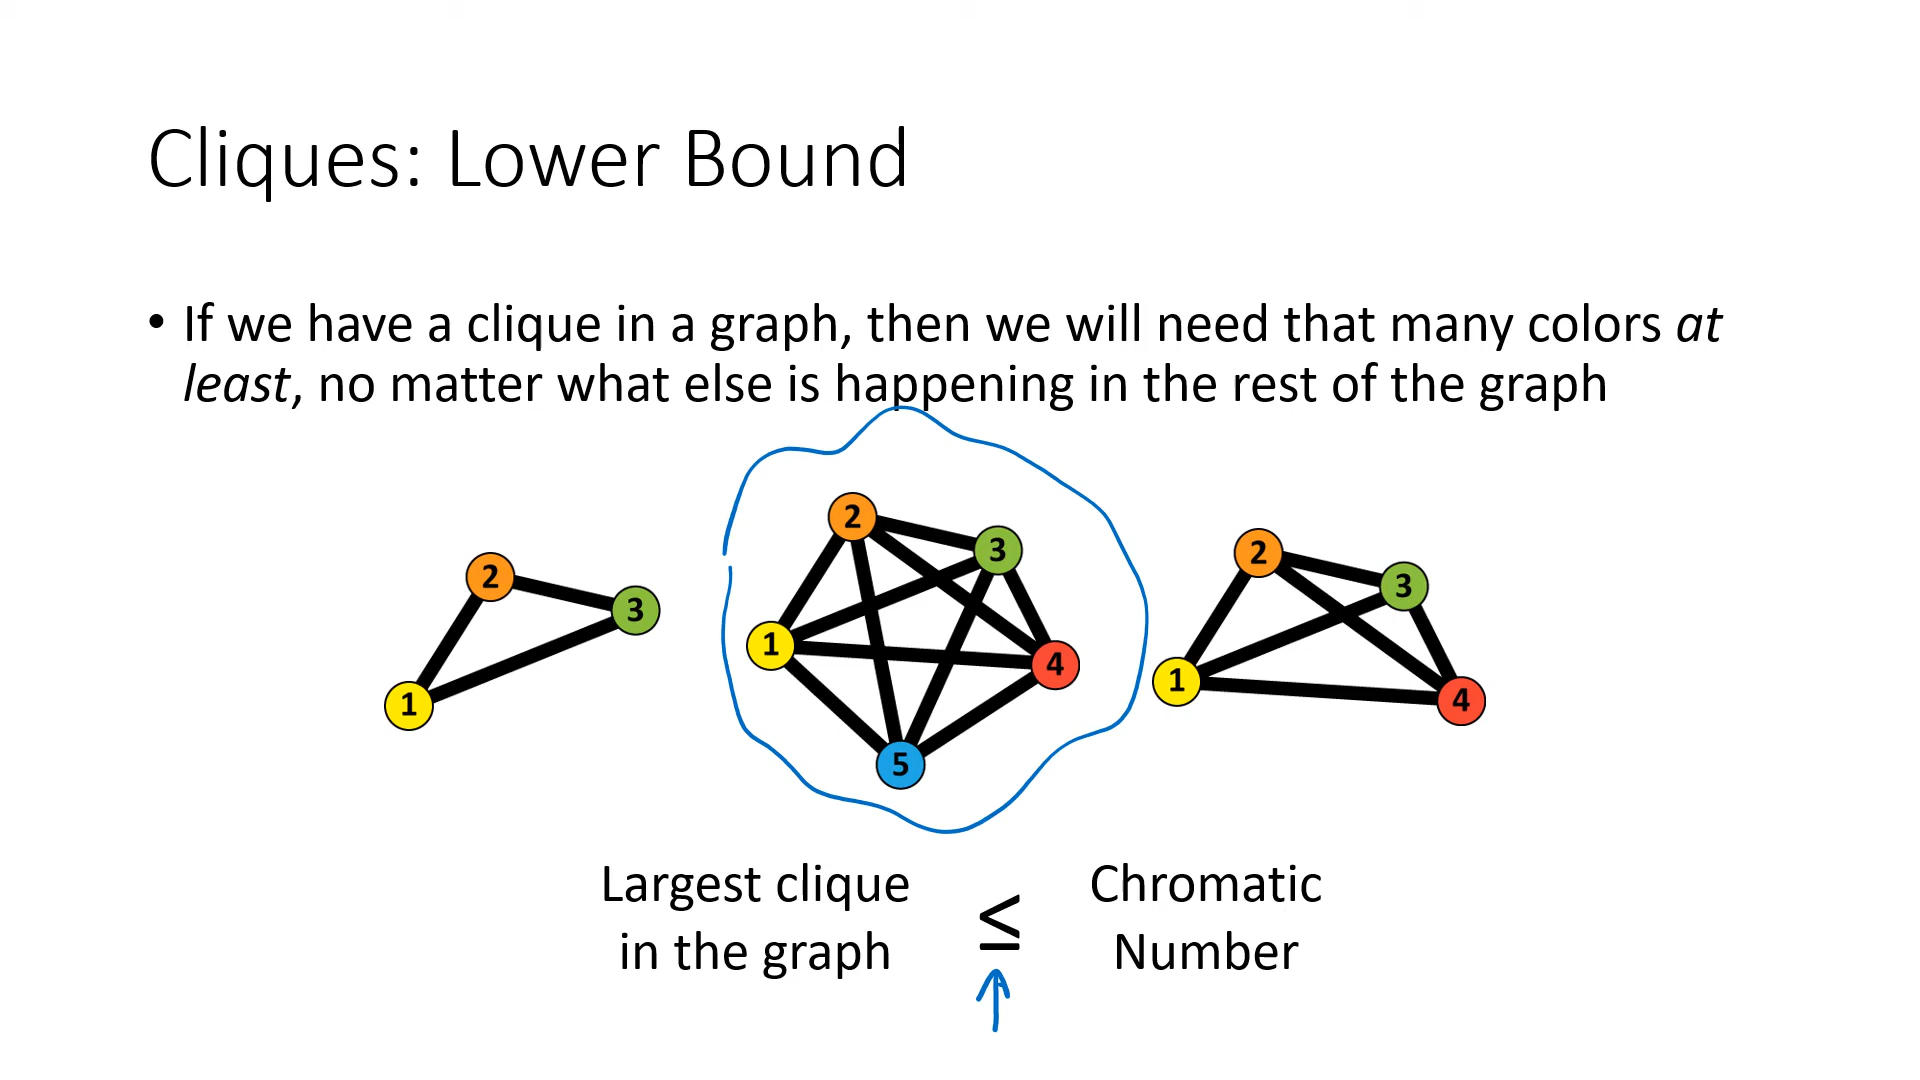 Cliques: Lower Bound
• If we have a clique in a graph, then we will need that many colors at
least, no matter what else is happening in the rest of the graph
2
3
1
2
3
1
4
5
2
3
1
4
Largest clique
in the graph
≤
Chromatic
Number